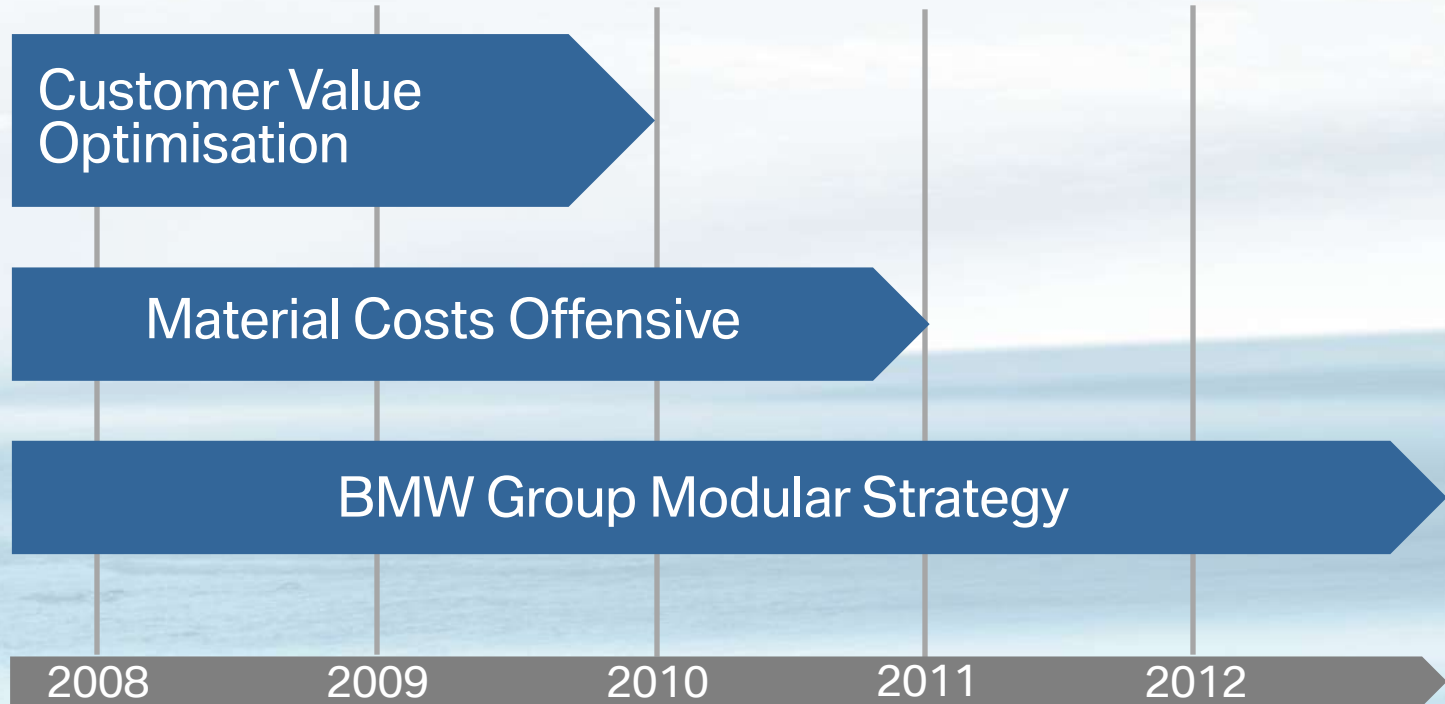 Customer Value
Optimisation
Material Costs Offensive
BMW Group Modular Strategy
2008 2009 2010 2011 2012